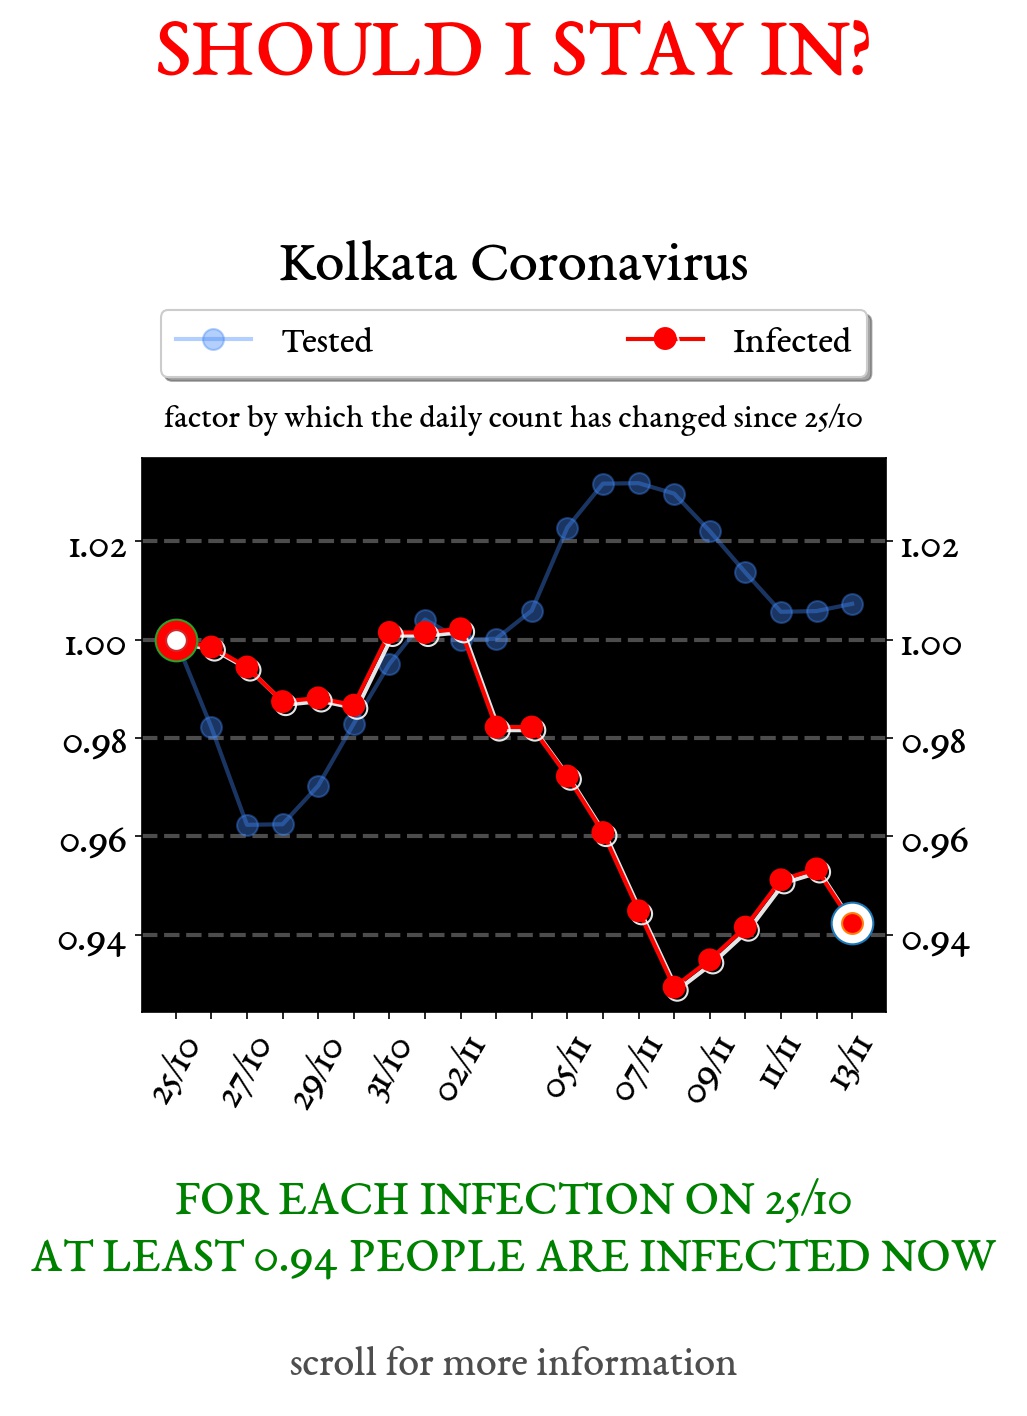 SHOULD I STAY IN?
Kolkata Coronavirus
Tested Infected
factor by which the daily count has changed since 25/10
1.02 1.02
1.00 1.00
0.98 0.98
0.96 0.96
0.94 0.94
25/10 27/10 29/10 31/10 02/11 05/11 07/11 09/11 11/11 13/11
FOR EACH INFECTION ON 25/10
AT LEAST 0.94 PEOPLE ARE INFECTED NOW
scroll for more information